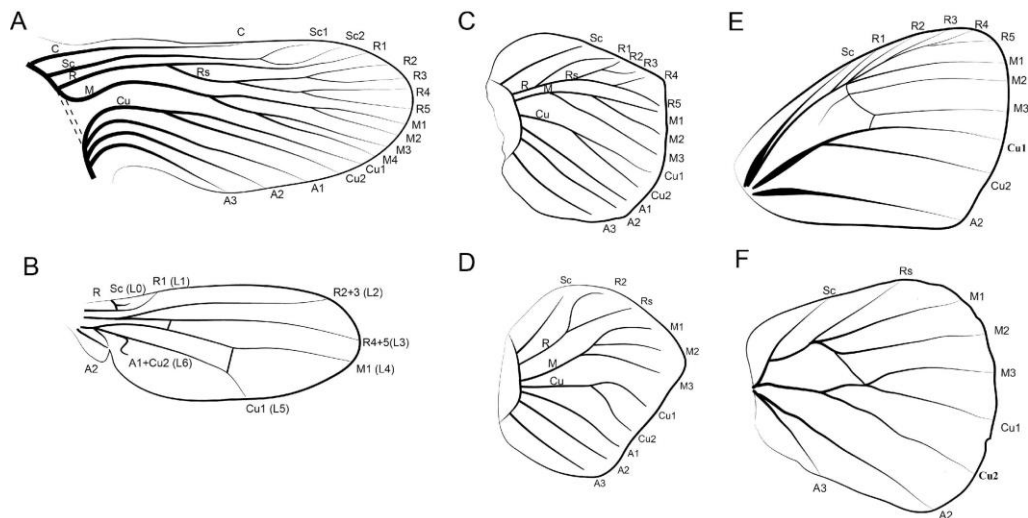 A
C
Sc
R
M
Cu
Rs
C
Sc1
Sc2
R1
R2
R3
R4
R5
M1
M2
M3
M4
Cu1
Cu2
A1
A2
A3
B
R
Sc (L0)
R1 (L1)
R2+3 (L2)
R4+5(L3)
M1 (L4)
Cu1 (L5)
A1+Cu2 (L6)
A2
C
Sc
R1
R2
R3
R4
R
M
Rs
Cu
R5
M1
M2
M3
Cu1
Cu2
A1
A2
A3
D
Sc
R2
Rs
R
M
Cu
M1
M2
M3
Cu1
Cu2
A1
A2
A3
E
Sc
R1
R2
R3
R4
R5
M1
M2
M3
Cu1
Cu2
A2
F
Sc
Rs
M1
M2
M3
Cu1
Cu2
A2
A3